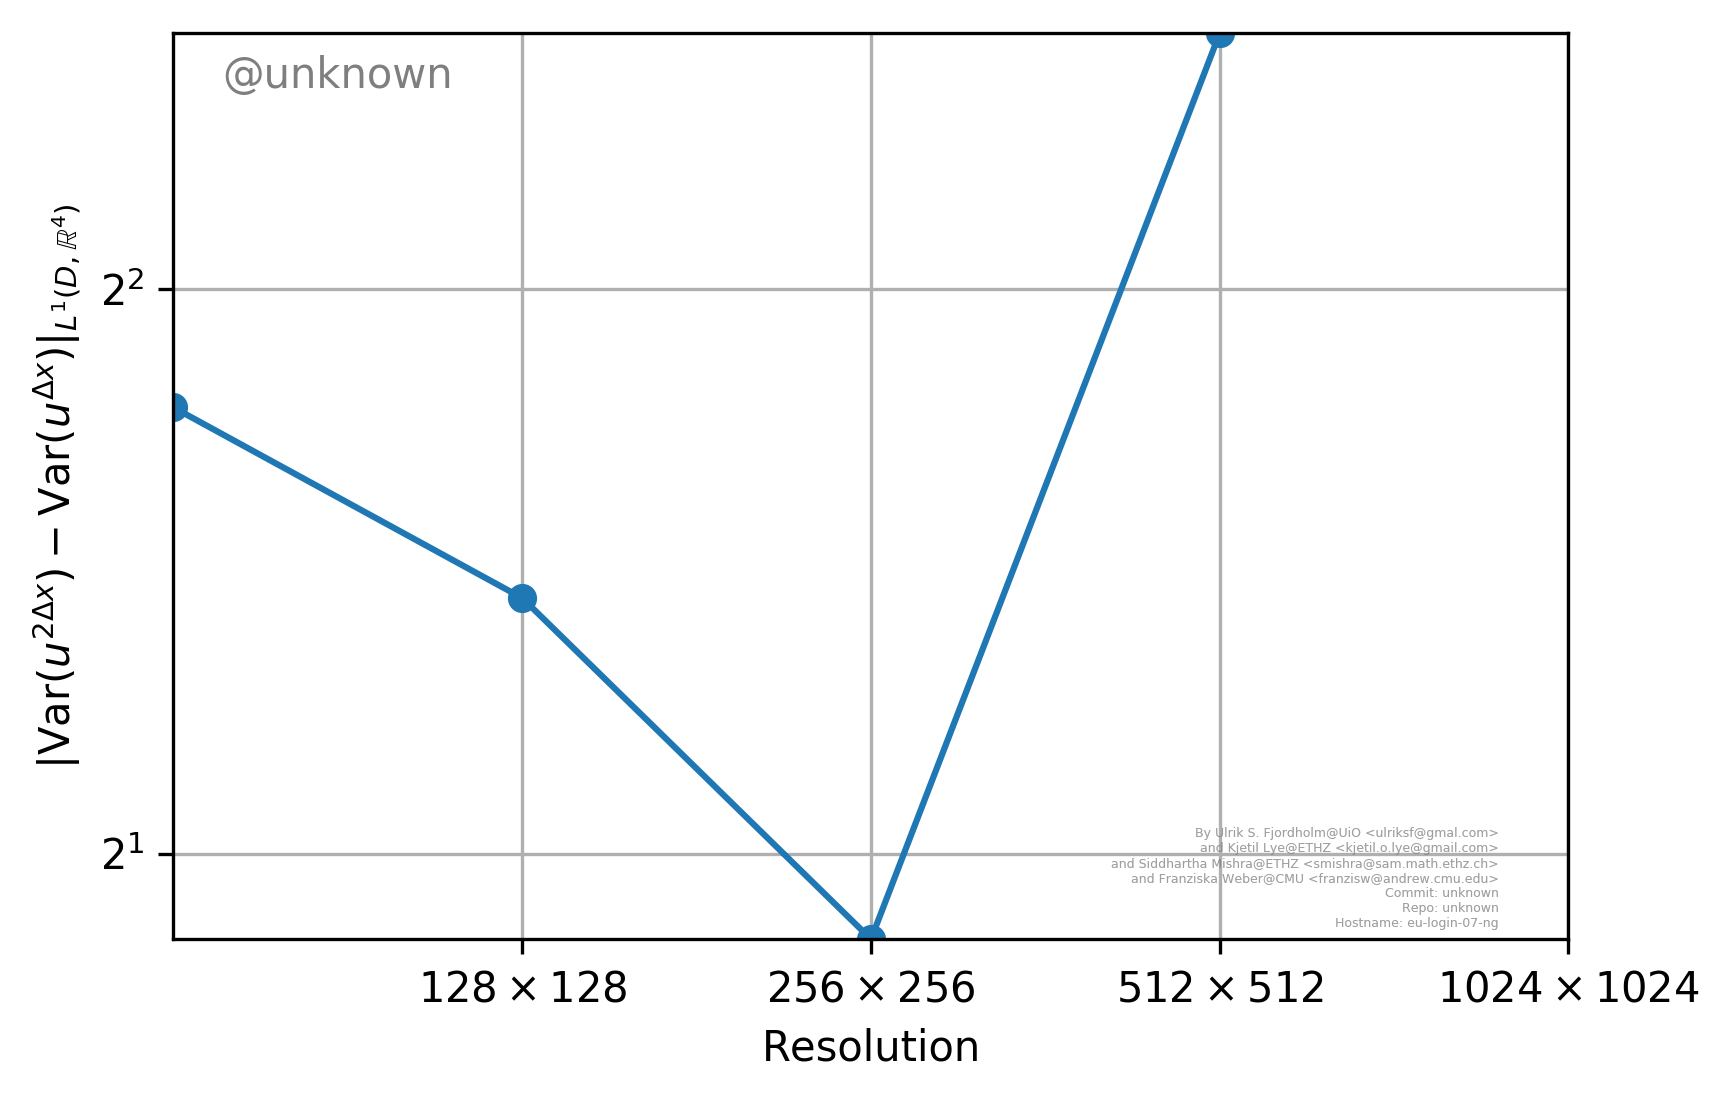 @unknown
|Var(u^{2Δx}) − Var(u^{Δx})|_{L^1(D, ℝ^4)}
2^2
2^1
By Ulrik S. Fjordholm@UiO <ulriksf@gmal.com>
and Kjetil Lye@ETHZ <kjetil.o.lye@gmail.com>
and Siddhartha Mishra@ETHZ <smishra@sam.math.ethz.ch>
and Franziska Weber@CMU <franzisw@andrew.cmu.edu>
Commit: unknown
Repo: unknown
Hostname: eu-login-07-ng
128 × 128 256 × 256 512 × 512 1024 × 1024
Resolution